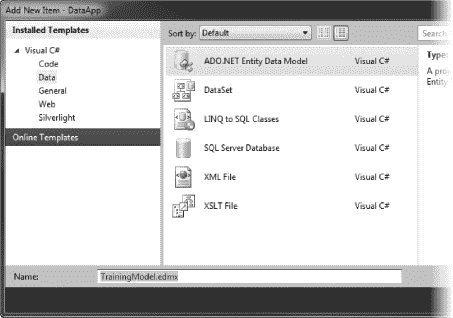 Add New Item - DataApp
Installed Templates
Sort by: Default
Search
Visual C#
Code
Data
General
Web
Silverlight
Online Templates
ADO.NET Entity Data Model Visual C#
DataSet Visual C#
LINQ to SQL Classes Visual C#
SQL Server Database Visual C#
XML File Visual C#
XSLT File Visual C#
Type:
A pro
Entity
Name: TrainingModel.edmx